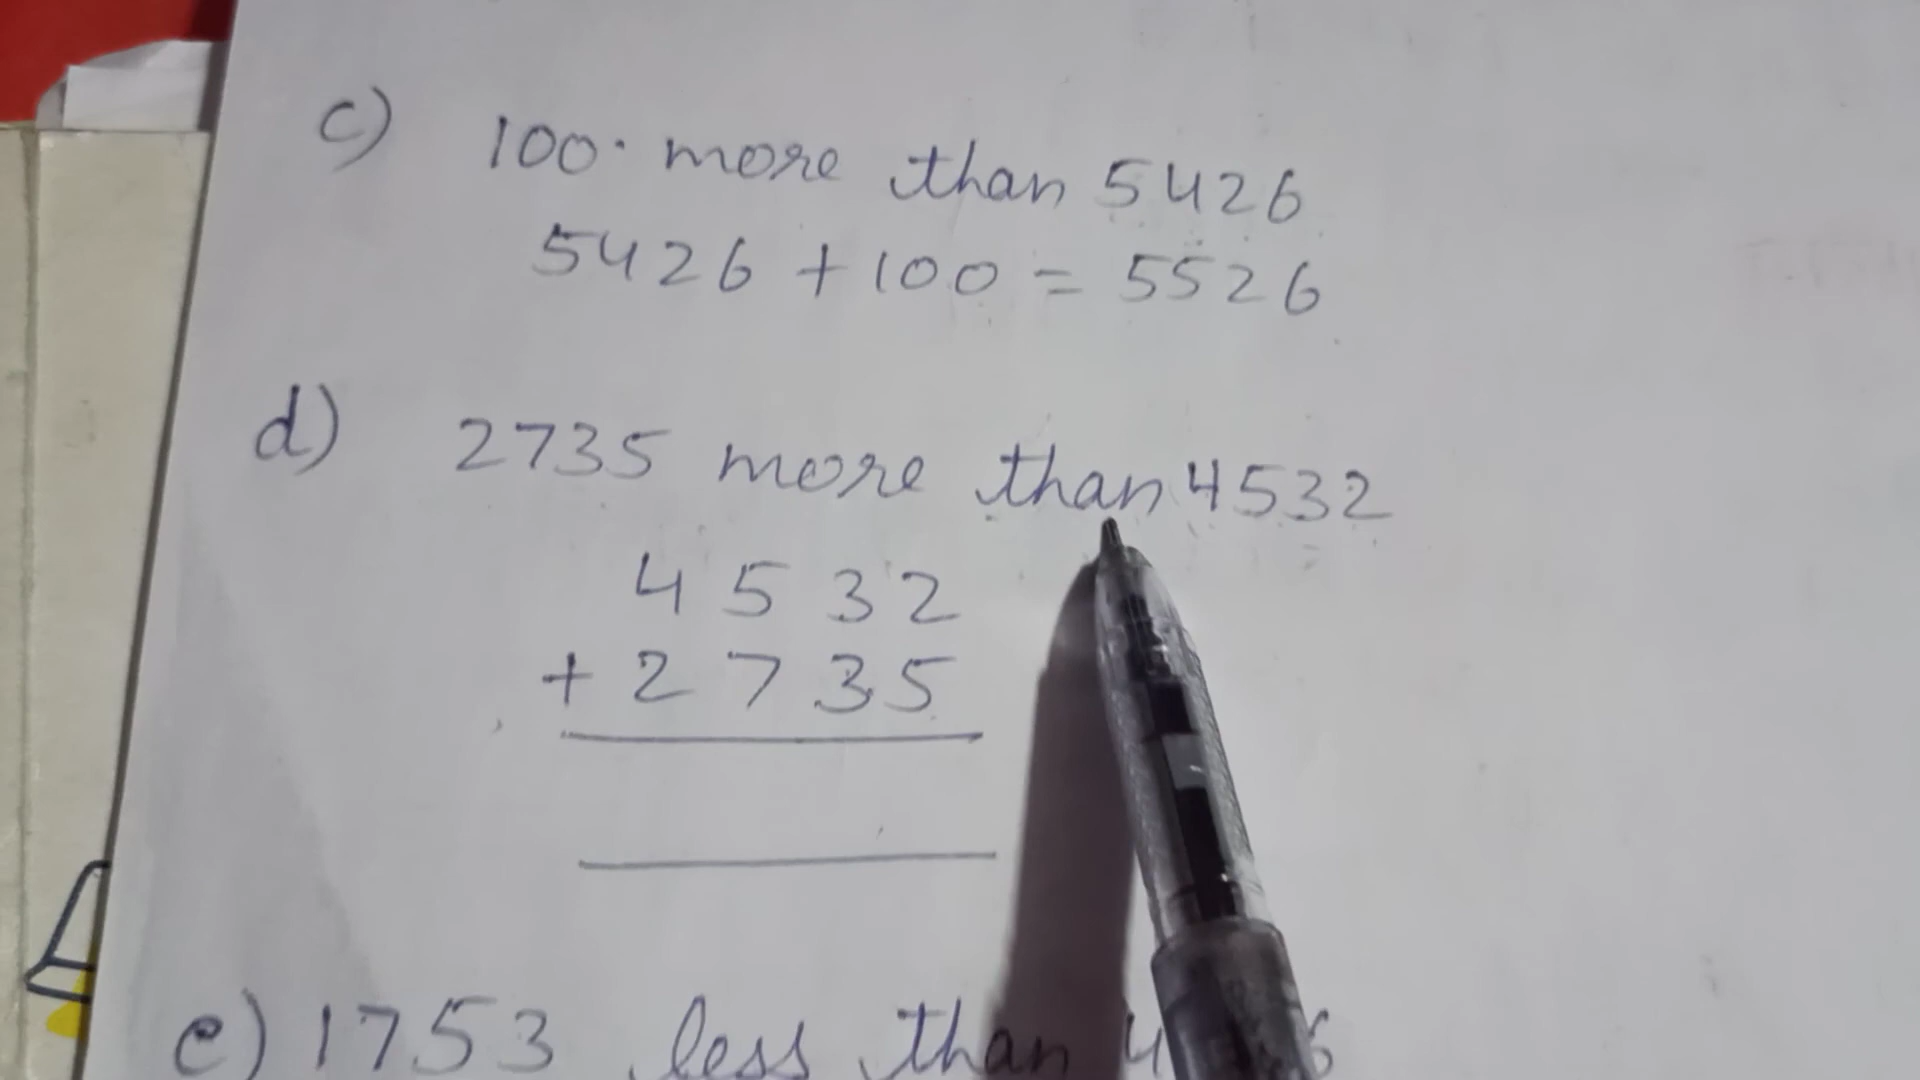 c) 100. more than 5426
5426 + 100 = 5526
d) 2735 more than 4532
4532
+ 2735
e) 1753 less than